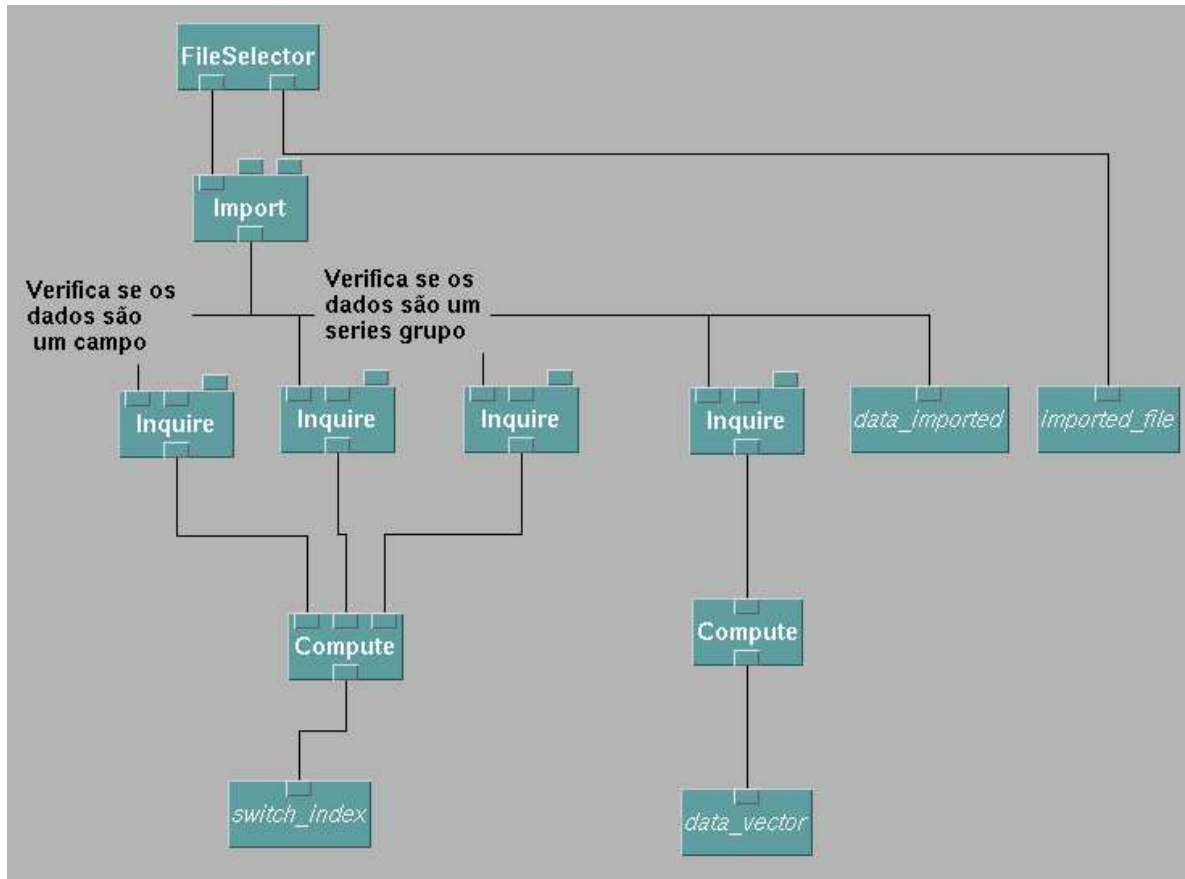 FileSelector
Import
Verifica se os
dados são
um campo
Verifica se os
dados são um
series grupo
Inquire
Inquire
Inquire
Inquire
data_imported
imported_file
Compute
Compute
switch_index
data_vector